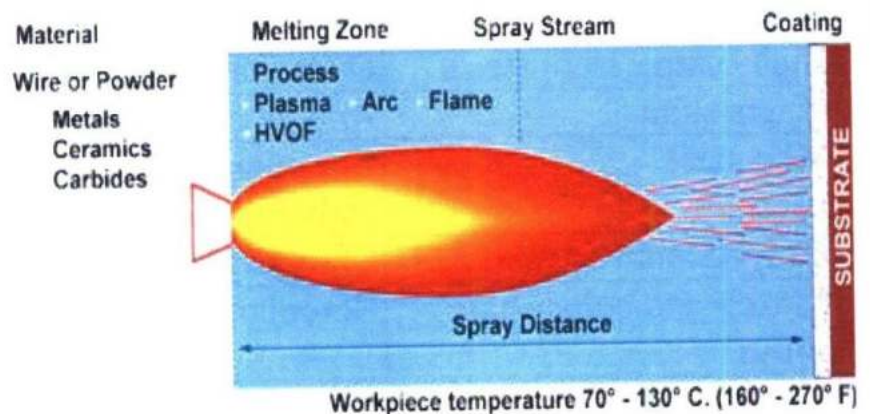 Material Melting Zone Spray Stream Coating
Wire or Powder
Metals
Ceramics
Carbides
Process
Plasma Arc Flame
HVOF
SUBSTRATE
Spray Distance
Workpiece temperature 70° - 130° C. (160° - 270° F)